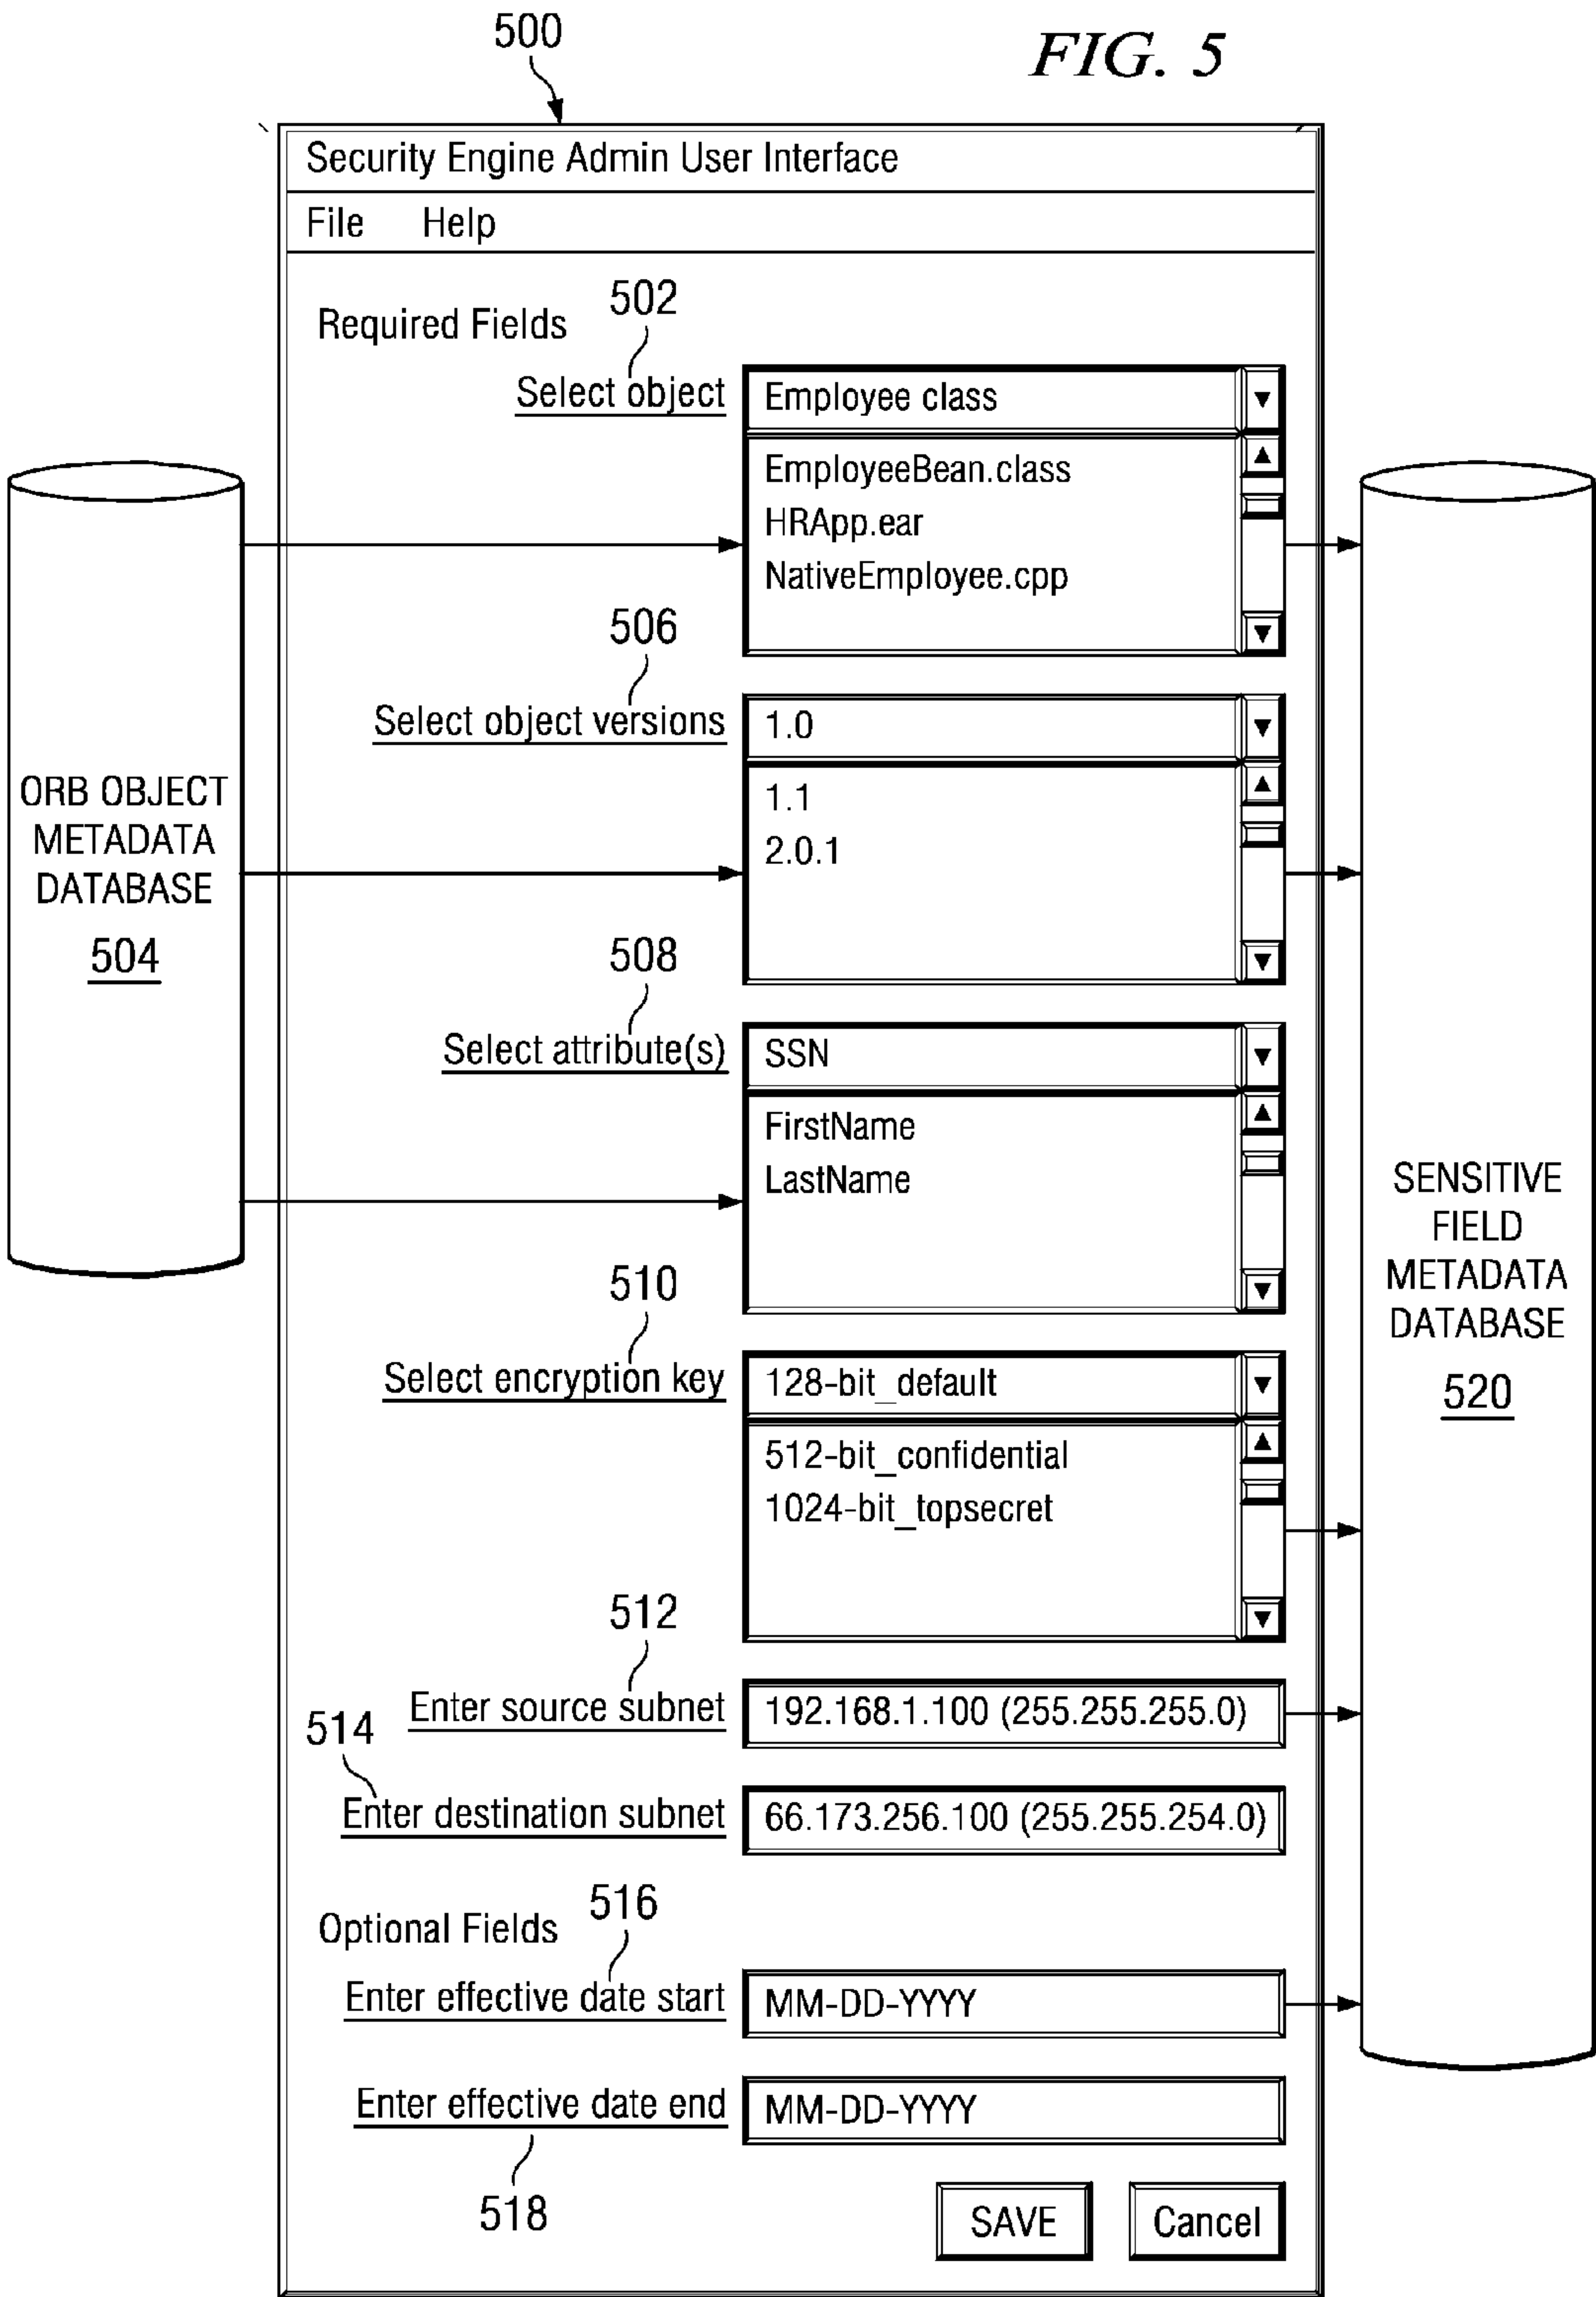 500
FIG. 5
Security Engine Admin User Interface
File Help
Required Fields
502
Select object
Employee class
EmployeeBean.class
HRApp.ear
NativeEmployee.cpp
506
Select object versions
1.0
1.1
2.0.1
ORB OBJECT
METADATA
DATABASE
504
508
Select attribute(s)
SSN
FirstName
LastName
510
Select encryption key
128-bit_default
512-bit_confidential
1024-bit_topsecret
SENSITIVE
FIELD
METADATA
DATABASE
520
512
Enter source subnet
192.168.1.100 (255.255.255.0)
514
Enter destination subnet
66.173.256.100 (255.255.254.0)
Optional Fields
516
Enter effective date start
MM-DD-YYYY
Enter effective date end
MM-DD-YYYY
518
SAVE
Cancel